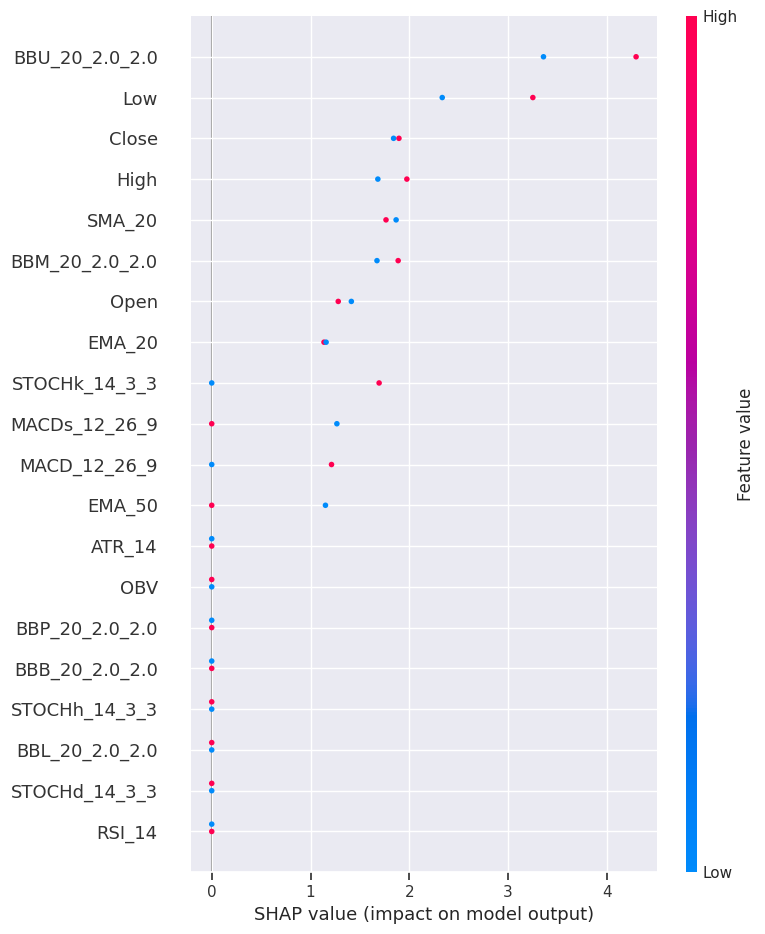 High
BBU_20_2.0_2.0
Low
Close
High
SMA_20
BBM_20_2.0_2.0
Open
EMA_20
STOCHk_14_3_3
MACDs_12_26_9
MACD_12_26_9
EMA_50
ATR_14
OBV
BBP_20_2.0_2.0
BBB_20_2.0_2.0
STOCHh_14_3_3
BBL_20_2.0_2.0
STOCHd_14_3_3
RSI_14
Feature value
Low
0 1 2 3 4
SHAP value (impact on model output)